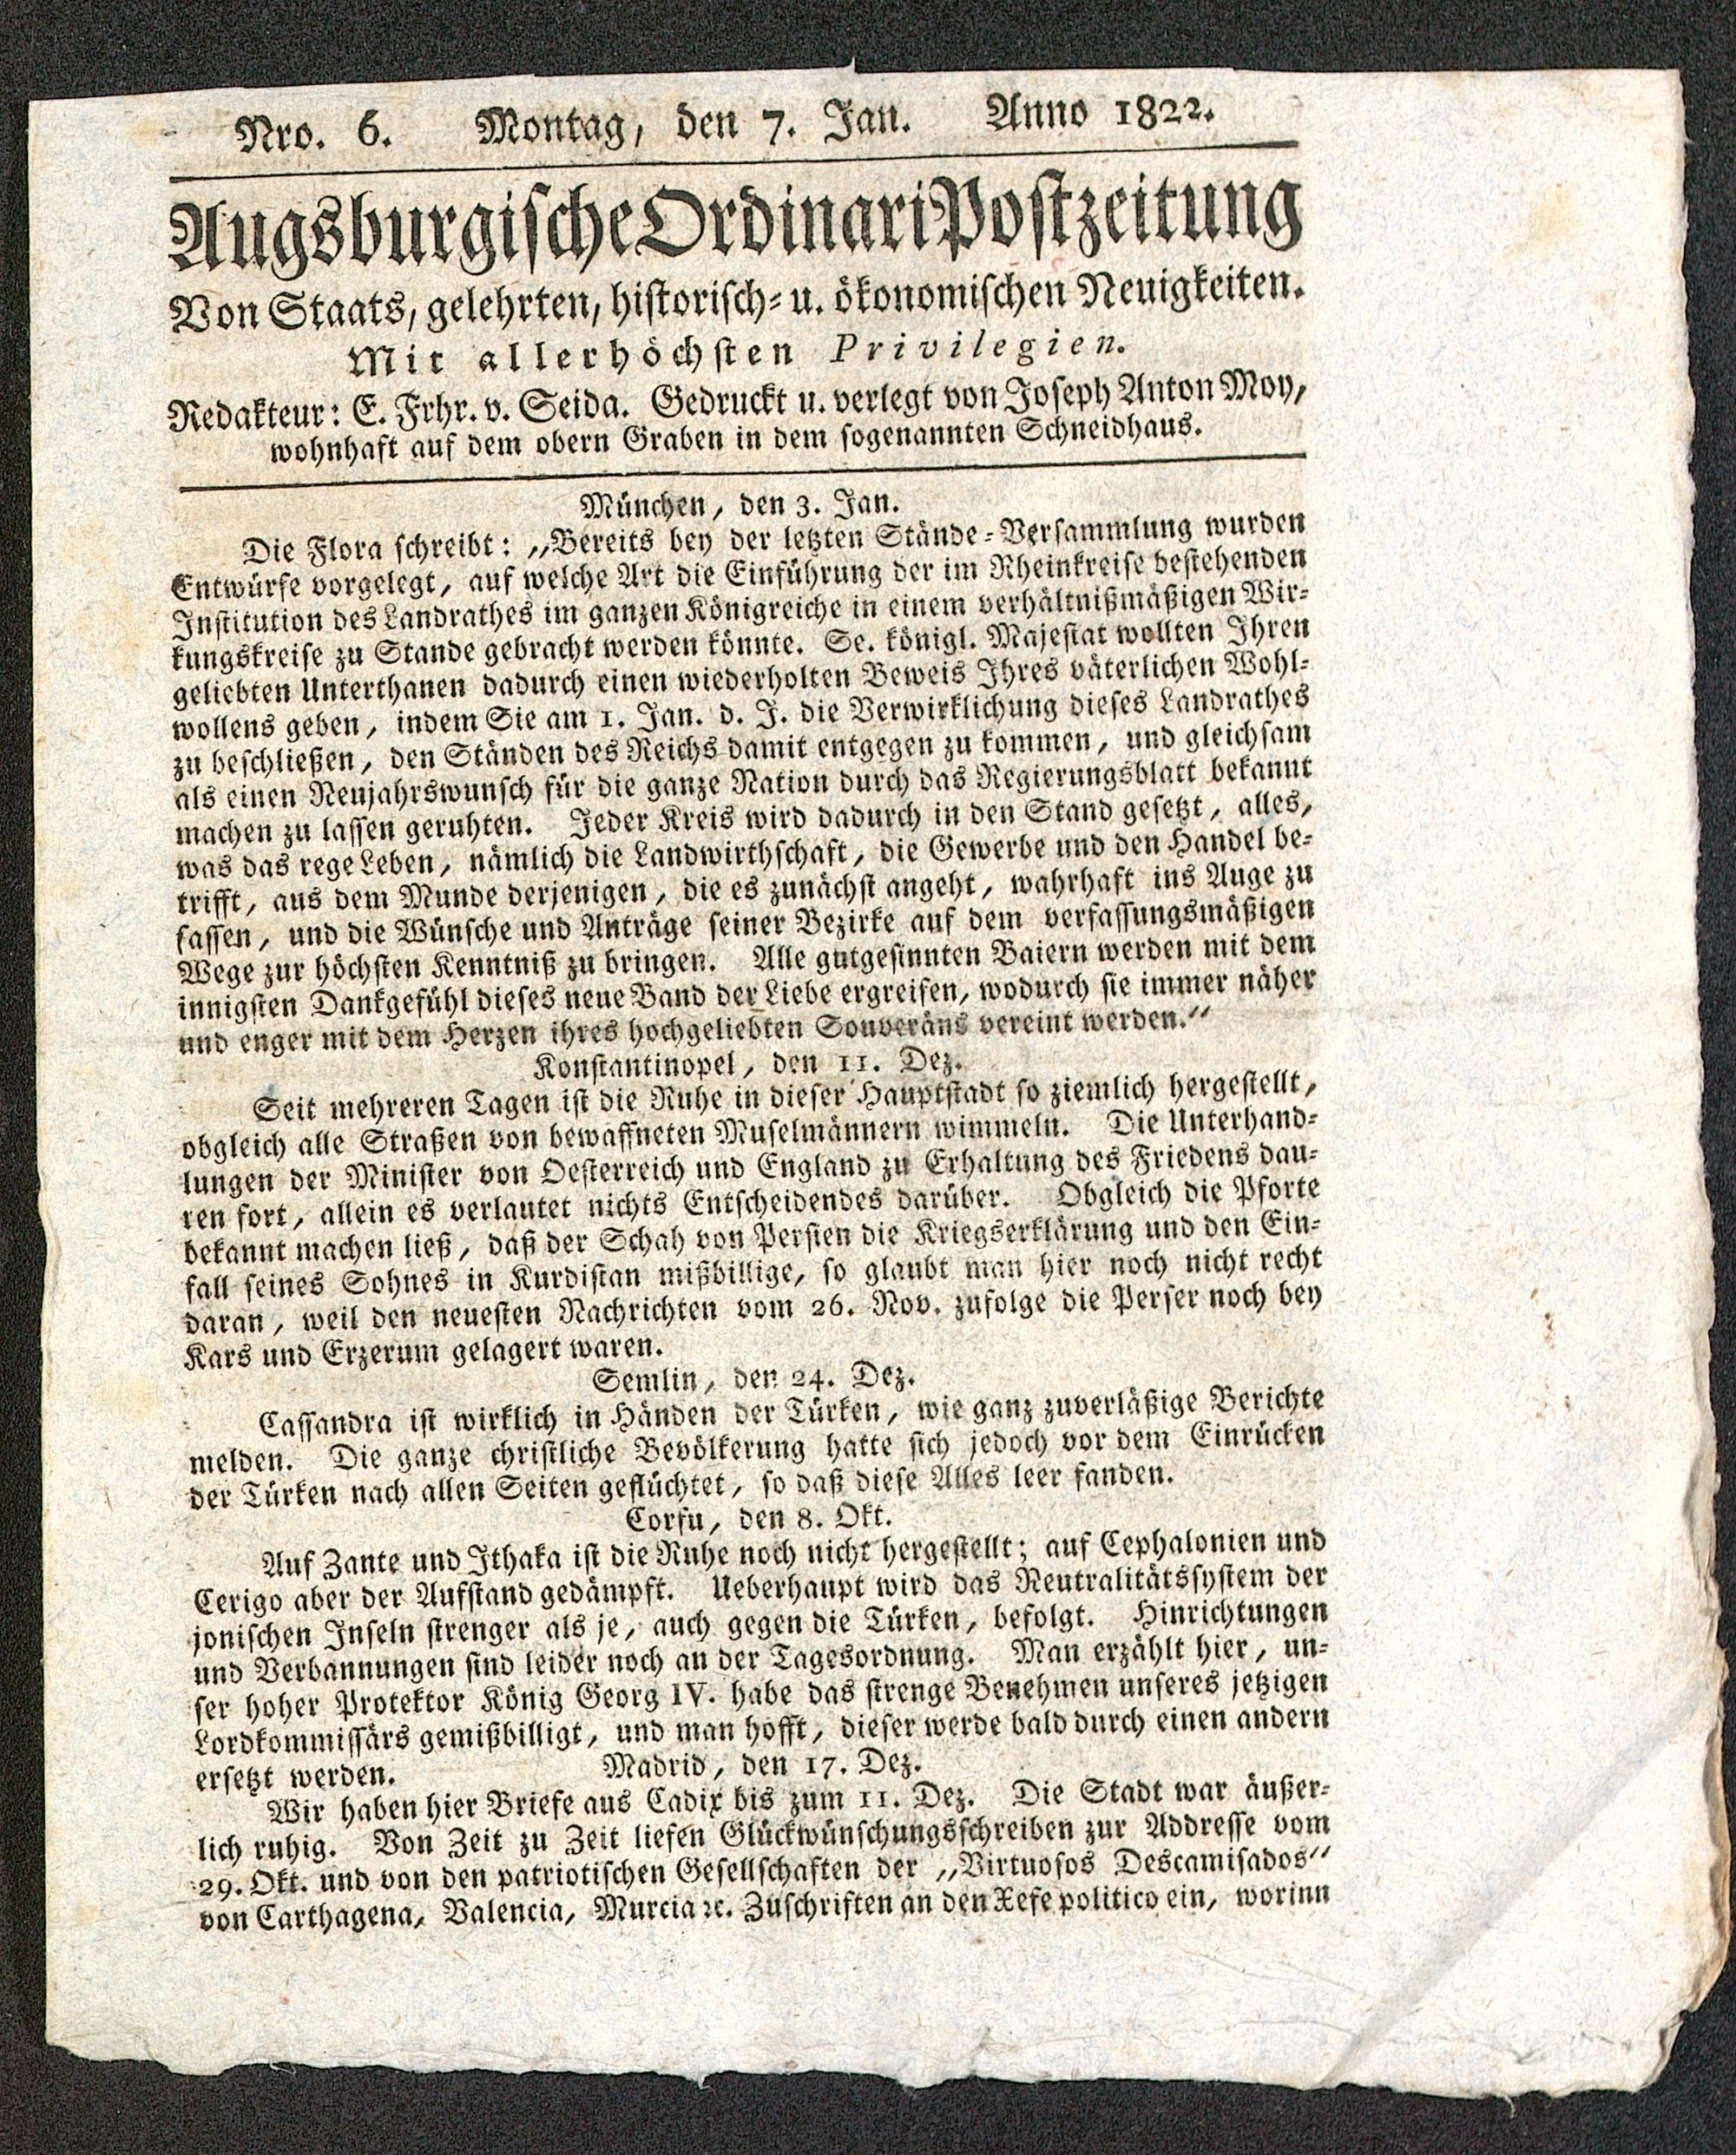 Nro. 6. Montag, den 7. Jan. Anno 1822.
Augsburgische Ordinari Postzeitung
Von Staats, gelehrten, historisch- u. ökonomischen Neuigkeiten.
Mit allerhöchsten Privilegien.
Redakteur: E. Frhr. v. Seida. Gedruckt u. verlegt von Joseph Anton Moy,
wohnhaft auf dem obern Graben in dem sogenannten Schneidhaus.
München, den 3. Jan.
Die Flora schreibt: „Bereits bey der letzten Stände-Versammlung wurden
Entwürfe vorgelegt, auf welche Art die Einführung der im Rheinkreise bestehenden
Institution des Landrathes im ganzen Königreiche in einem verhältnißmäßigen Wir-
kungskreise zu Stande gebracht werden könnte. Se. königl. Majestat wollten Ihren
geliebten Unterthanen dadurch einen wiederholten Beweis Ihres väterlichen Wohl-
wollens geben, indem Sie am 1. Jan. d. J. die Verwirklichung dieses Landrathes
zu beschließen, den Ständen des Reichs damit entgegen zu kommen, und gleichsam
als einen Neujahrswunsch für die ganze Nation durch das Regierungsblatt bekannt
machen zu lassen geruhten. Jeder Kreis wird dadurch in den Stand gesetzt, alles,
was das rege Leben, nämlich die Landwirthschaft, die Gewerbe und den Handel be-
trifft, aus dem Munde derjenigen, die es zunächst angeht, wahrhaft ins Auge zu
fassen, und die Wünsche und Anträge seiner Bezirke auf dem verfassungsmäßigen
Wege zur höchsten Kenntniß zu bringen. Alle gutgesinnten Baiern werden mit dem
innigsten Dankgefühl dieses neue Band der Liebe ergreifen, wodurch sie immer näher
und enger mit dem Herzen ihres hochgeliebten Souveräns vereint werden.“
Konstantinopel, den 11. Dez.
Seit mehreren Tagen ist die Ruhe in dieser Hauptstadt so ziemlich hergestellt,
obgleich alle Straßen von bewaffneten Muselmännern wimmeln. Die Unterhand-
lungen der Minister von Oesterreich und England zu Erhaltung des Friedens dau-
ren fort, allein es verlautet nichts Entscheidendes darüber. Obgleich die Pforte
bekannt machen ließ, daß der Schah von Persien die Kriegserklärung und den Ein-
fall seines Sohnes in Kurdistan mißbillige, so glaubt man hier noch nicht recht
daran, weil den neuesten Nachrichten vom 26. Nov. zufolge die Perser noch bey
Kars und Erzerum gelagert waren.
Semlin, den 24. Dez.
Cassandra ist wirklich in Händen der Türken, wie ganz zuverläßige Berichte
melden. Die ganze christliche Bevölkerung hatte sich jedoch vor dem Einrücken
der Türken nach allen Seiten geflüchtet, so daß diese Alles leer fanden.
Corfu, den 8. Okt.
Auf Zante und Ithaka ist die Ruhe noch nicht hergestellt; auf Cephalonien und
Cerigo aber der Aufstand gedämpft. Ueberhaupt wird das Neutralitätssystem der
jonischen Inseln strenger als je, auch gegen die Türken, befolgt. Hinrichtungen
und Verbannungen sind leider noch an der Tagesordnung. Man erzählt hier, un-
ser hoher Protektor König Georg IV. habe das strenge Benehmen unseres jetzigen
Lordkommissärs gemißbilligt, und man hofft, dieser werde bald durch einen andern
ersetzt werden. Madrid, den 17. Dez.
Wir haben hier Briefe aus Cadix bis zum 11. Dez. Die Stadt war äußer-
lich ruhig. Von Zeit zu Zeit liefen Glückwünschungsschreiben zur Addresse vom
29. Okt. und von den patriotischen Gesellschaften der „Virtuosos Descamisados“
von Carthagena, Valencia, Murcia ꝛc. Zuschriften an den Xefe politico ein, worinn